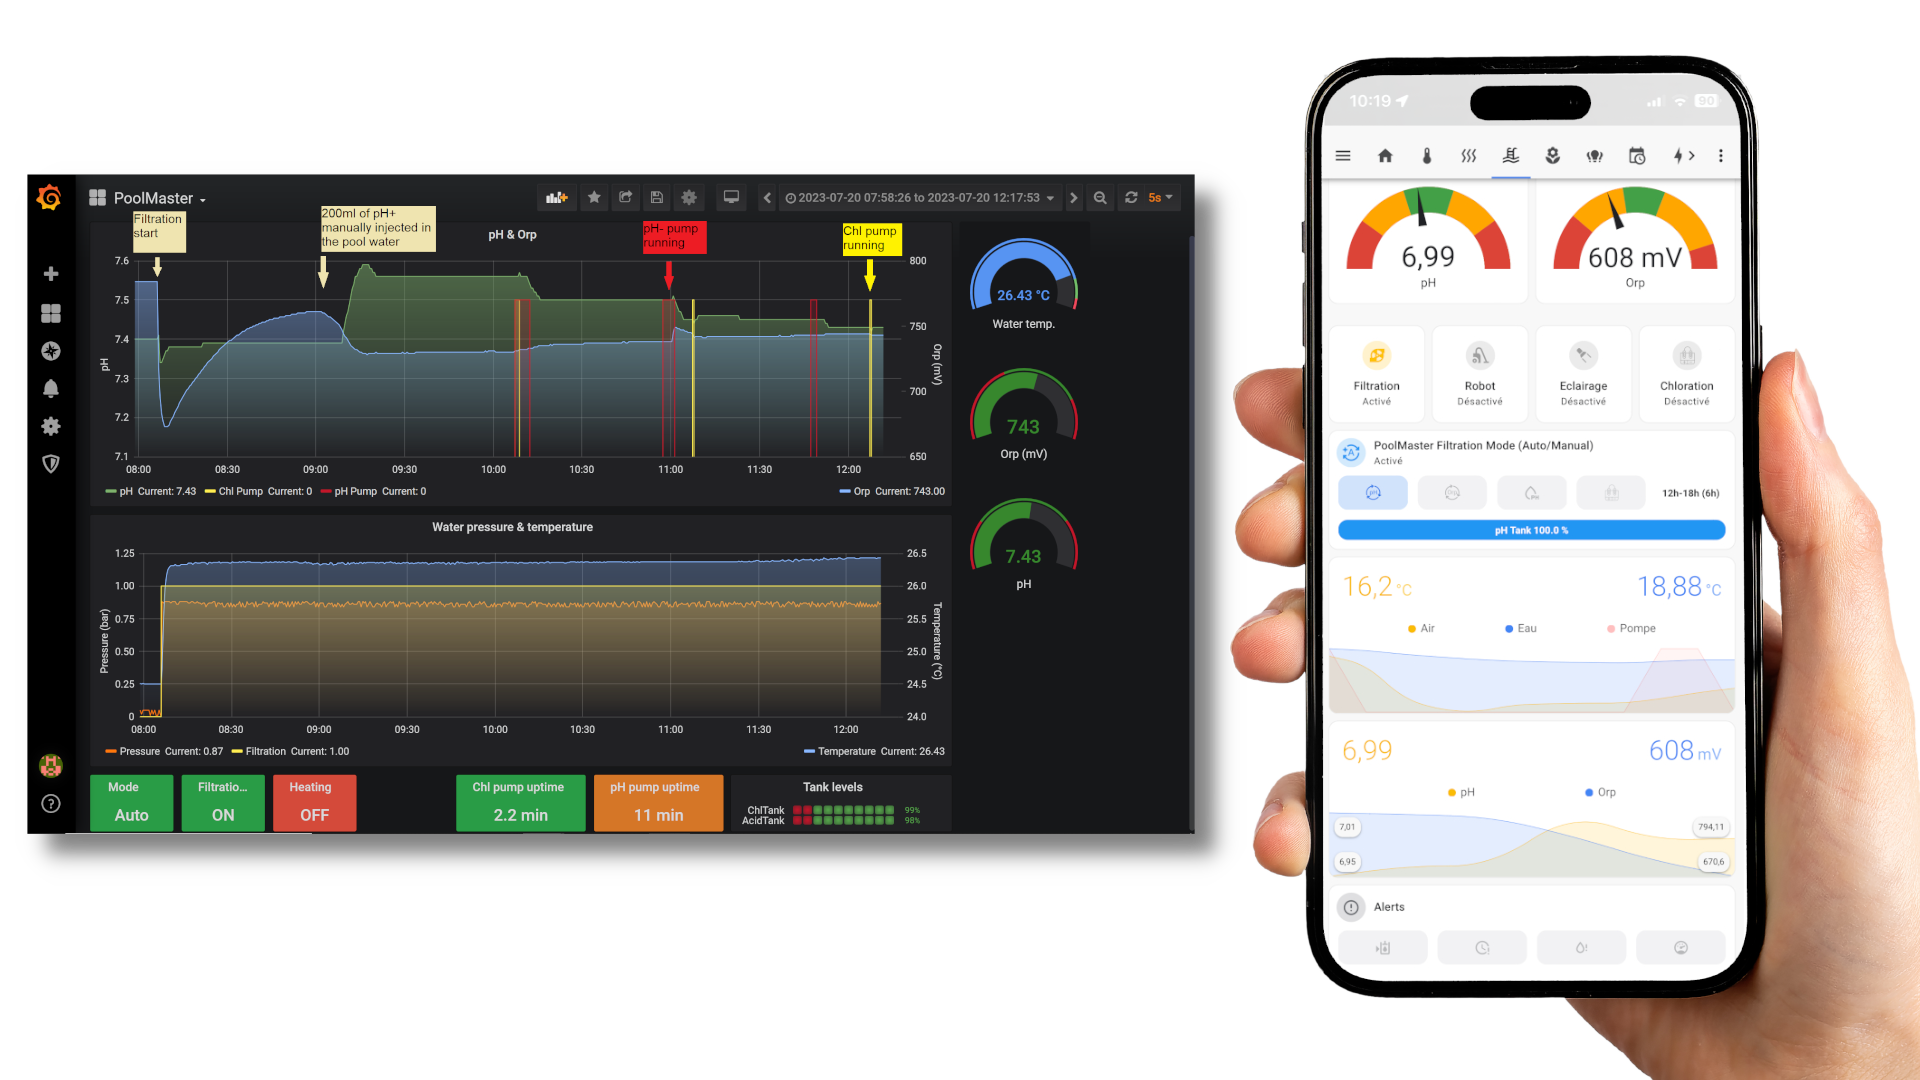 PoolMaster
2023-07-20 07:58:26 to 2023-07-20 12:17:53
5s
Filtration
start
200ml of pH+
manually injected in
the pool water
pH & Orp
pH- pump
running
Chl pump
running
7.6
7.5
7.4
7.3
7.2
7.1
pH
800
750
700
650
Orp (mV)
08:00 08:30 09:00 09:30 10:00 10:30 11:00 11:30 12:00
pH Current: 7.43 Chl Pump Current: 0 pH Pump Current: 0 Orp Current: 743.00
26.43 °C
Water temp.
743
Orp (mV)
7.43
pH
Water pressure & temperature
1.25
1.00
0.75
0.50
0.25
0
Pressure (bar)
26.5
26.0
25.5
25.0
24.5
24.0
Temperature (°C)
08:00 08:30 09:00 09:30 10:00 10:30 11:00 11:30 12:00
Pressure Current: 0.87 Filtration Current: 1.00 Temperature Current: 26.43
Mode
Auto
Filtratio...
ON
Heating
OFF
Chl pump uptime
2.2 min
pH pump uptime
11 min
Tank levels
ChlTank 99%
AcidTank 98%
10:19
90
6,99
pH
608 mV
Orp
Filtration
Activé
Robot
Désactivé
Eclairage
Désactivé
Chloration
Désactivé
PoolMaster Filtration Mode (Auto/Manual)
Activé
12h-18h (6h)
pH Tank 100.0 %
16,2 °C
18,88 °C
Air Eau Pompe
6,99
608 mV
pH Orp
7,01
794,11
6,95
670,6
Alerts